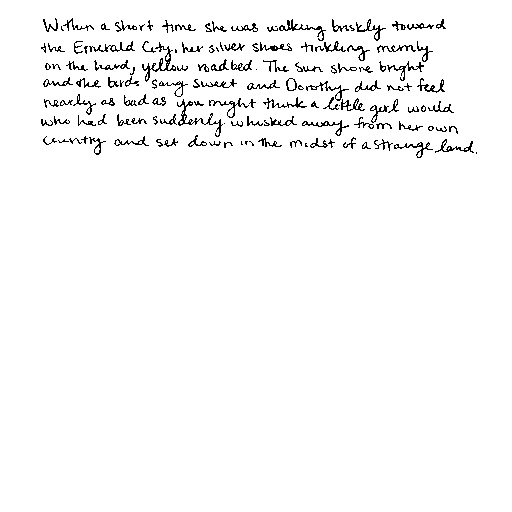 Within a short time she was walking briskly toward
the Emerald City, her silver shoes tinkling merrily
on the hard, yellow roadbed. The sun shone bright
and the birds sang sweet and Dorothy did not feel
nearly as bad as you might think a little girl would
who had been suddenly whisked away from her own
country and set down in the midst of a strange land.